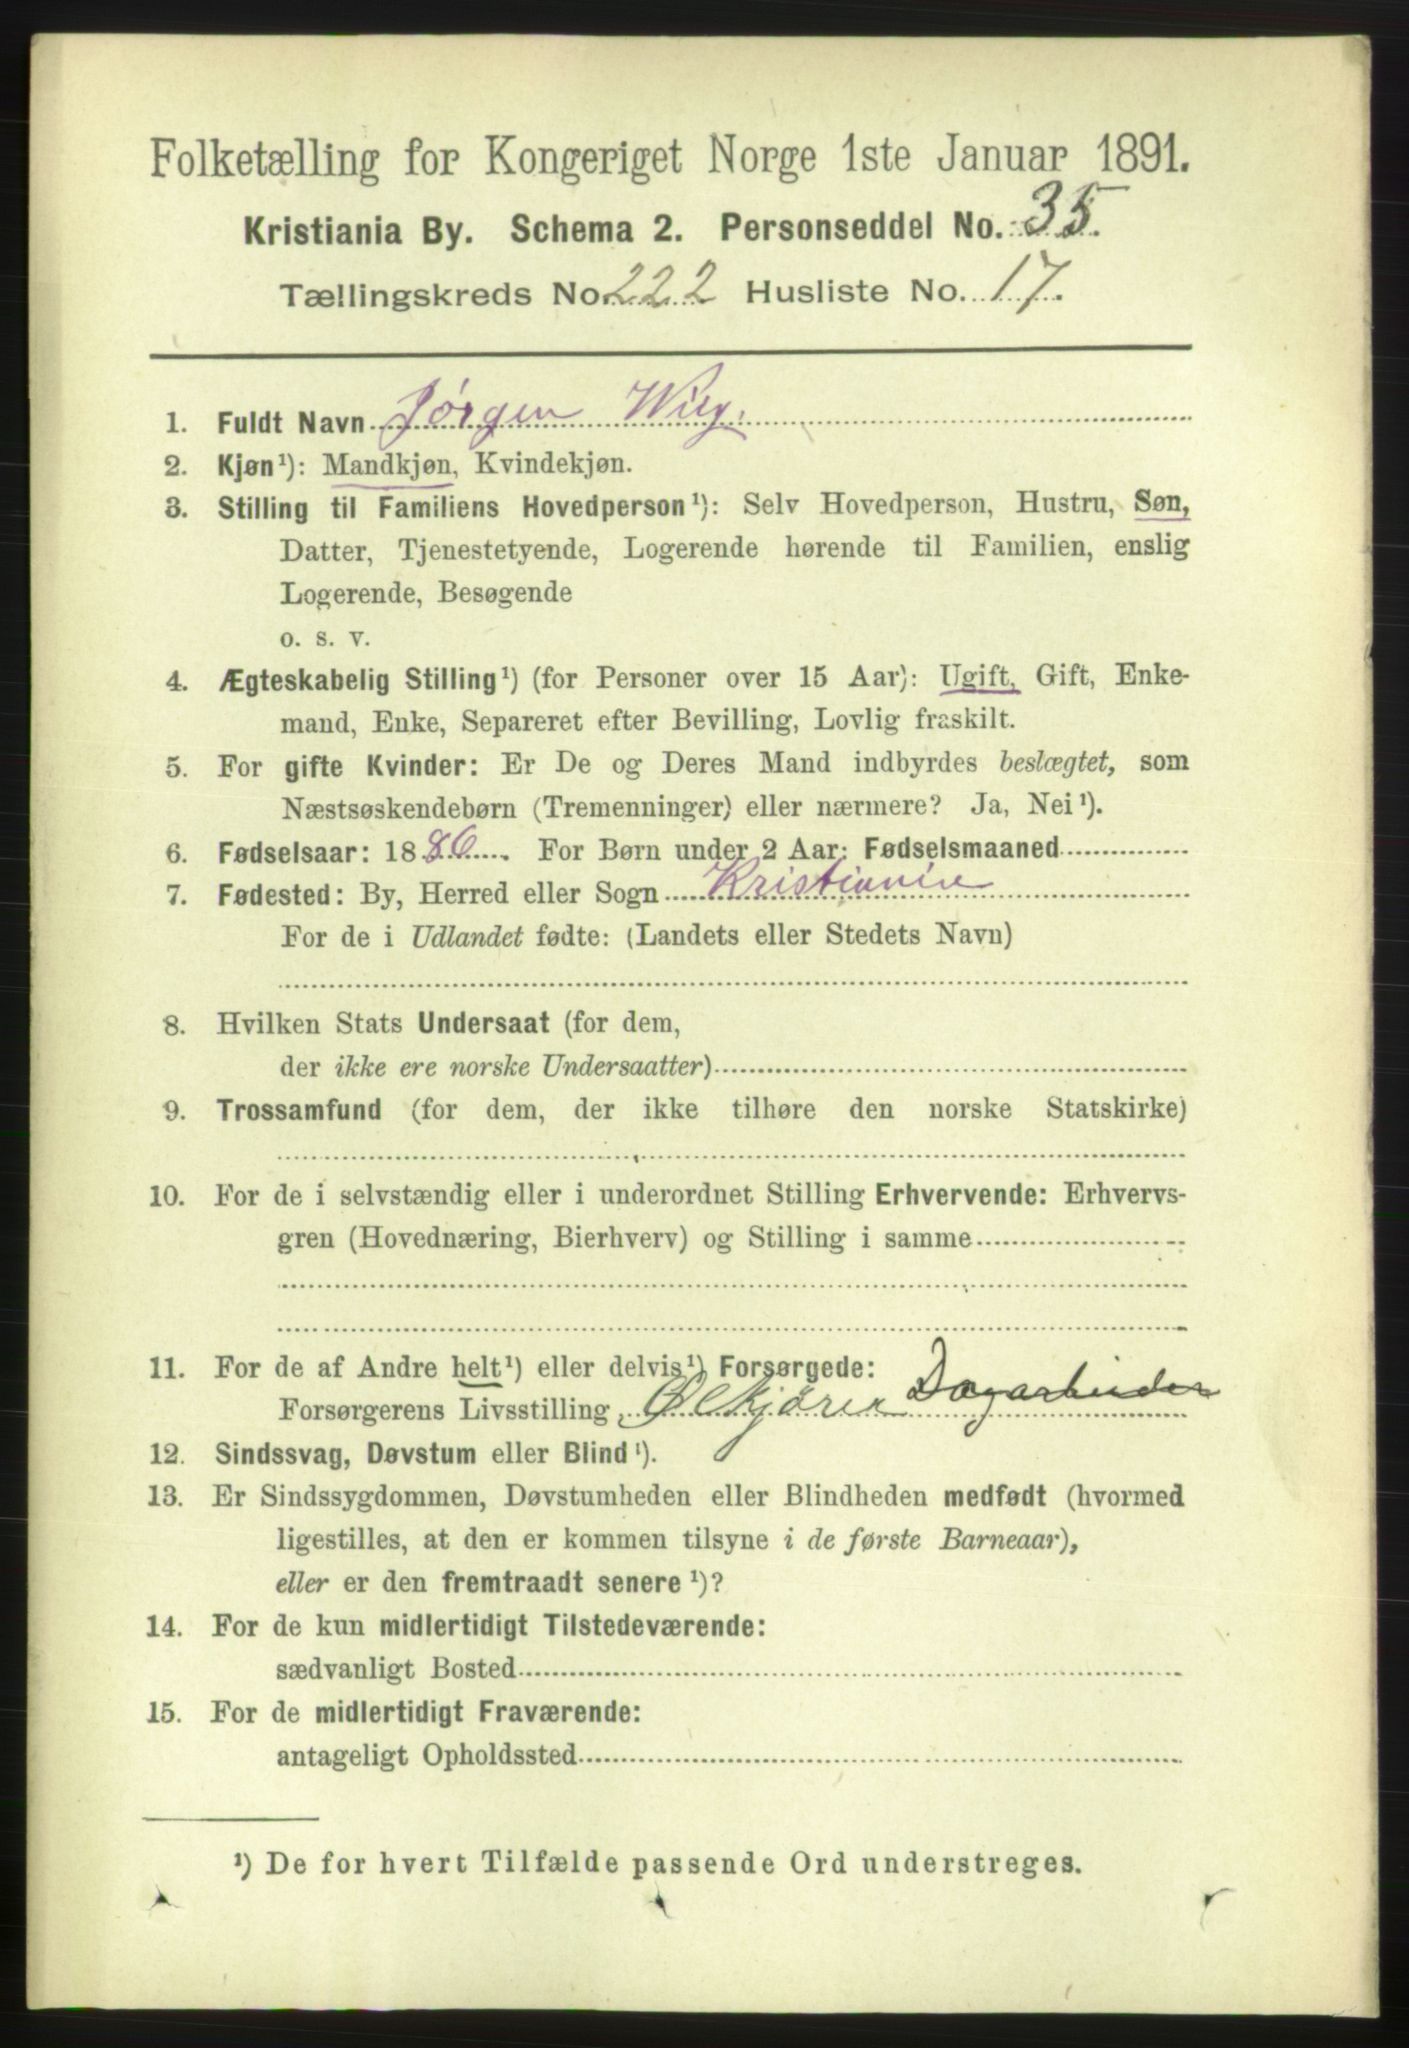 Folketælling for Kongeriget Norge 1ste Januar 1891.
Kristiania By. Schema 2. Personseddel No. 35.
Tællingskreds No. 222 Husliste No. 17.
1. Fuldt Navn Jørgen Wiig.
2. Kjøn¹): Mandkjøn, Kvindekjøn.
3. Stilling til Familiens Hovedperson¹): Selv Hovedperson, Hustru, Søn,
Datter, Tjenestetyende, Logerende hørende til Familien, enslig
Logerende, Besøgende
o. s. v.
4. Ægteskabelig Stilling¹) (for Personer over 15 Aar): Ugift, Gift, Enke-
mand, Enke, Separeret efter Bevilling, Lovlig fraskilt.
5. For gifte Kvinder: Er De og Deres Mand indbyrdes beslægtet, som
Næstsøskendebørn (Tremenninger) eller nærmere? Ja, Nei¹).
6. Fødselsaar: 1886. For Børn under 2 Aar: Fødselsmaaned
7. Fødested: By, Herred eller Sogn Kristiania
For de i Udlandet fødte: (Landets eller Stedets Navn)
8. Hvilken Stats Undersaat (for dem,
der ikke ere norske Undersaatter)
9. Trossamfund (for dem, der ikke tilhøre den norske Statskirke)
10. For de i selvstændig eller i underordnet Stilling Erhvervende: Erhvervs-
gren (Hovednæring, Bierhverv) og Stilling i samme
11. For de af Andre helt¹) eller delvis¹) Forsørgede:
Forsørgerens Livsstilling Ølkjører Dagarbeider
12. Sindssvag, Døvstum eller Blind¹).
13. Er Sindssygdommen, Døvstumheden eller Blindheden medfødt (hvormed
ligestilles, at den er kommen tilsyne i de første Barneaar),
eller er den fremtraadt senere¹)?
14. For de kun midlertidigt Tilstedeværende:
sædvanligt Bosted
15. For de midlertidigt Fraværende:
antageligt Opholdssted
¹) De for hvert Tilfælde passende Ord understreges.